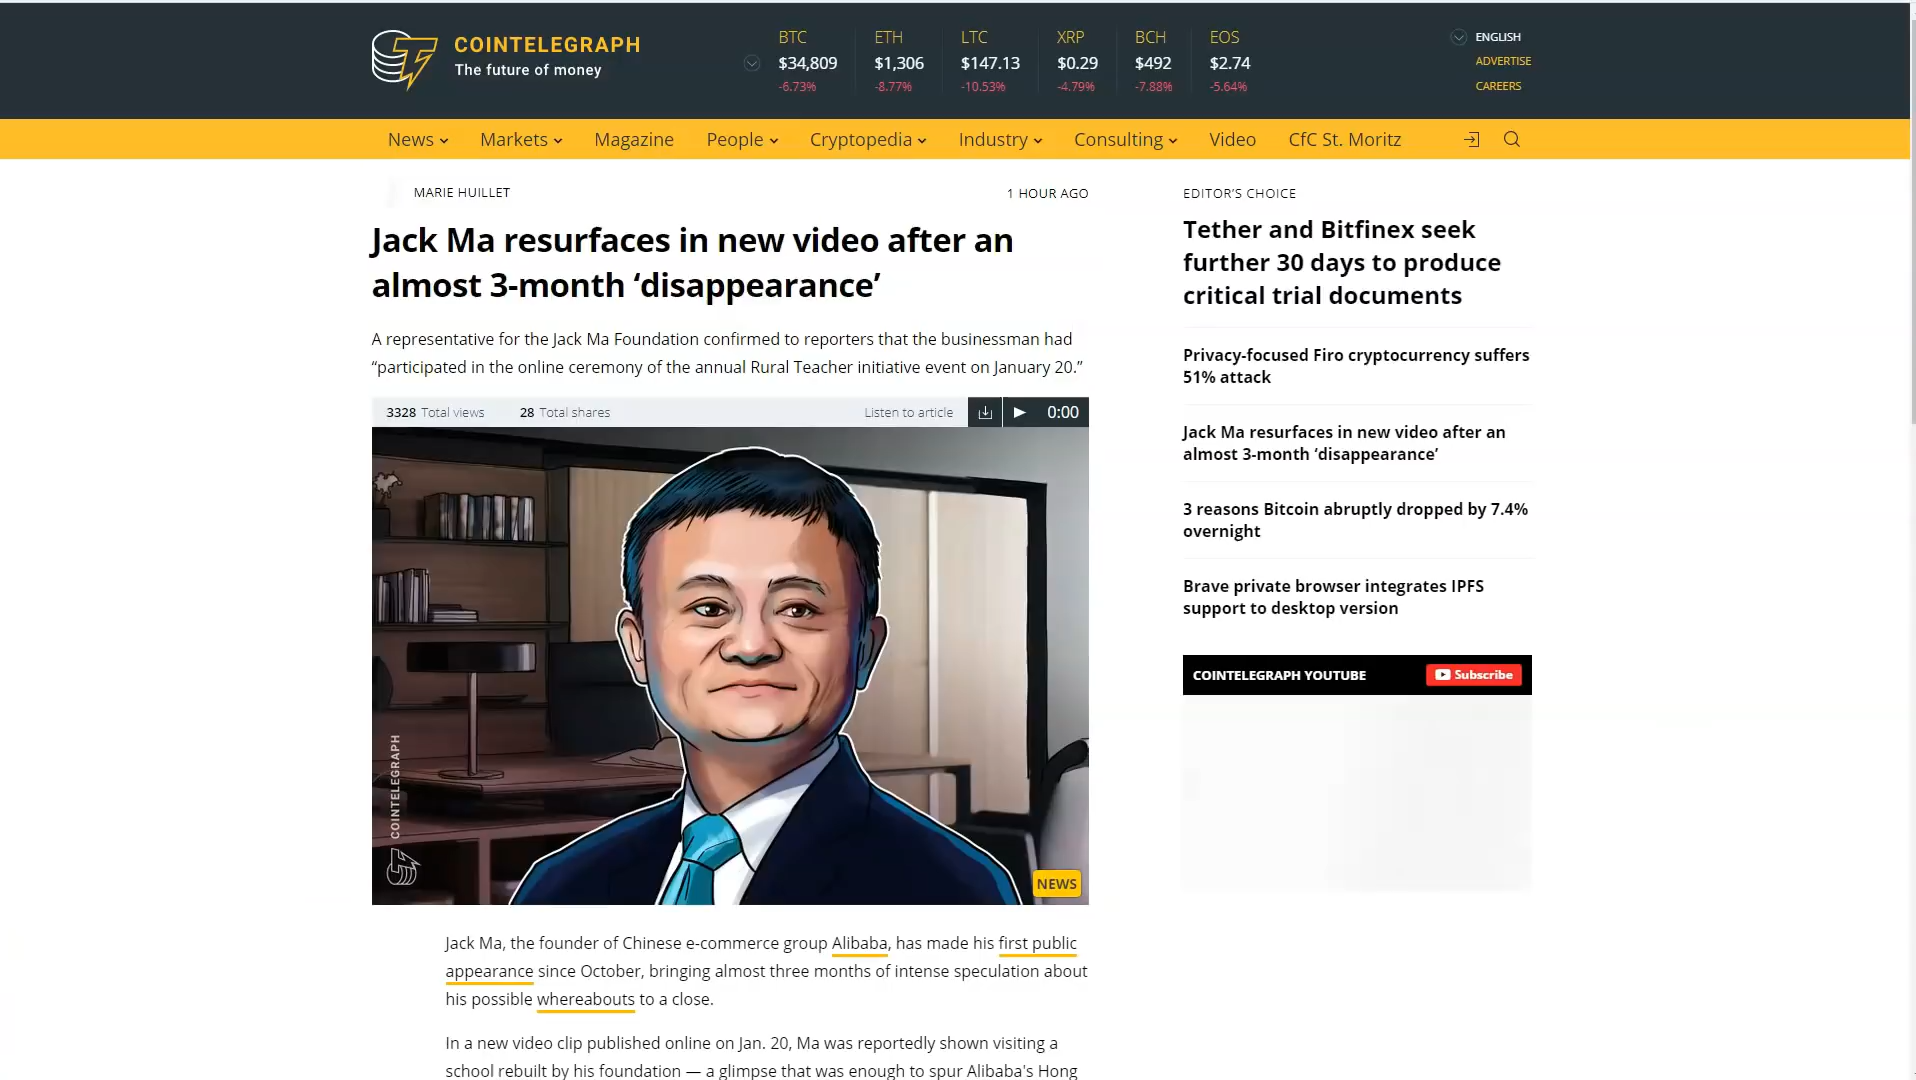 COINTELEGRAPH
The future of money
BTC
$34,809
-6.73%
ETH
$1,306
-8.77%
LTC
$147.13
-10.53%
XRP
$0.29
-4.79%
BCH
$492
-7.88%
EOS
$2.74
-5.64%
ENGLISH
ADVERTISE
CAREERS
News Markets Magazine People Cryptopedia Industry Consulting Video CfC St. Moritz
MARIE HUILLET 1 HOUR AGO
Jack Ma resurfaces in new video after an
almost 3-month ‘disappearance’
A representative for the Jack Ma Foundation confirmed to reporters that the businessman had
“participated in the online ceremony of the annual Rural Teacher initiative event on January 20.”
3328 Total views 28 Total shares Listen to article 0:00
COINTELEGRAPH
NEWS
Jack Ma, the founder of Chinese e-commerce group Alibaba, has made his first public
appearance since October, bringing almost three months of intense speculation about
his possible whereabouts to a close.
In a new video clip published online on Jan. 20, Ma was reportedly shown visiting a
school rebuilt by his foundation — a glimpse that was enough to spur Alibaba's Hong
EDITOR’S CHOICE
Tether and Bitfinex seek
further 30 days to produce
critical trial documents
Privacy-focused Firo cryptocurrency suffers
51% attack
Jack Ma resurfaces in new video after an
almost 3-month ‘disappearance’
3 reasons Bitcoin abruptly dropped by 7.4%
overnight
Brave private browser integrates IPFS
support to desktop version
COINTELEGRAPH YOUTUBE Subscribe